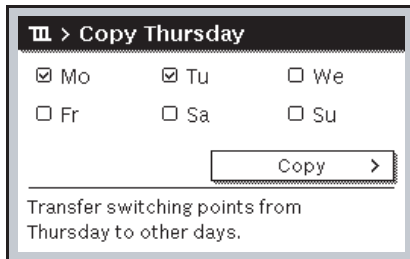 > Copy Thursday
Mo Tu We
Fr Sa Su
Copy >
Transfer switching points from
Thursday to other days.